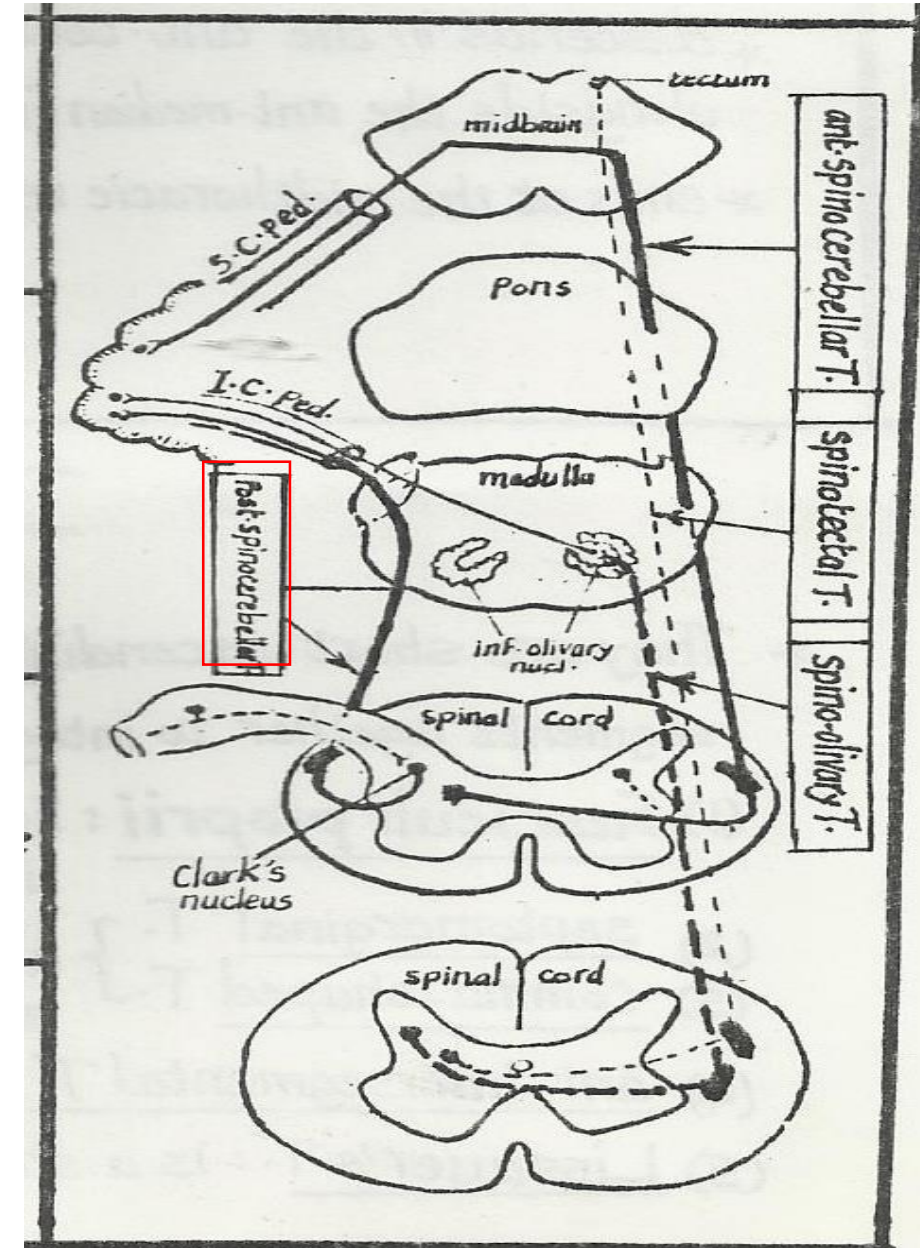 tectum
midbrain
ant.spinocerebellar T.
S.C.Ped.
Pons
I.C. Ped.
medulla
spinotectal T.
Post.spinocerebellar T.
inf. olivary
nucl.
spino-olivary T.
spinal cord
Clark's
nucleus
spinal cord